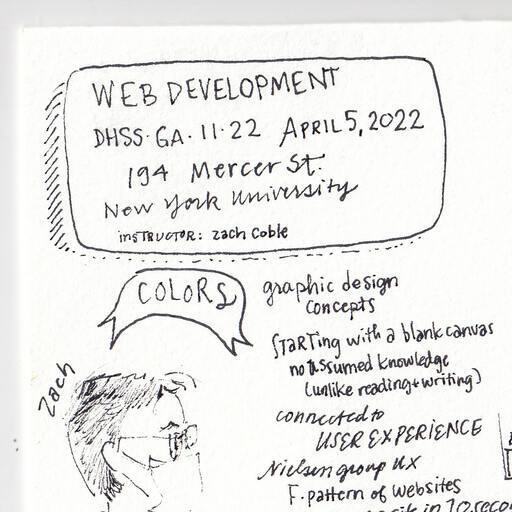 WEB DEVELOPMENT
DHSS·GA·11·22 APRIL 5, 2022
194 Mercer St.
New York University
INSTRUCTOR: Zach Coble
COLORS
graphic design
concepts
STARTING with a blank canvas
no assumed knowledge
(unlike reading + writing)
connected to
USER EXPERIENCE
Zach
Nielsen group UX
F-pattern of websites
in 10 seco